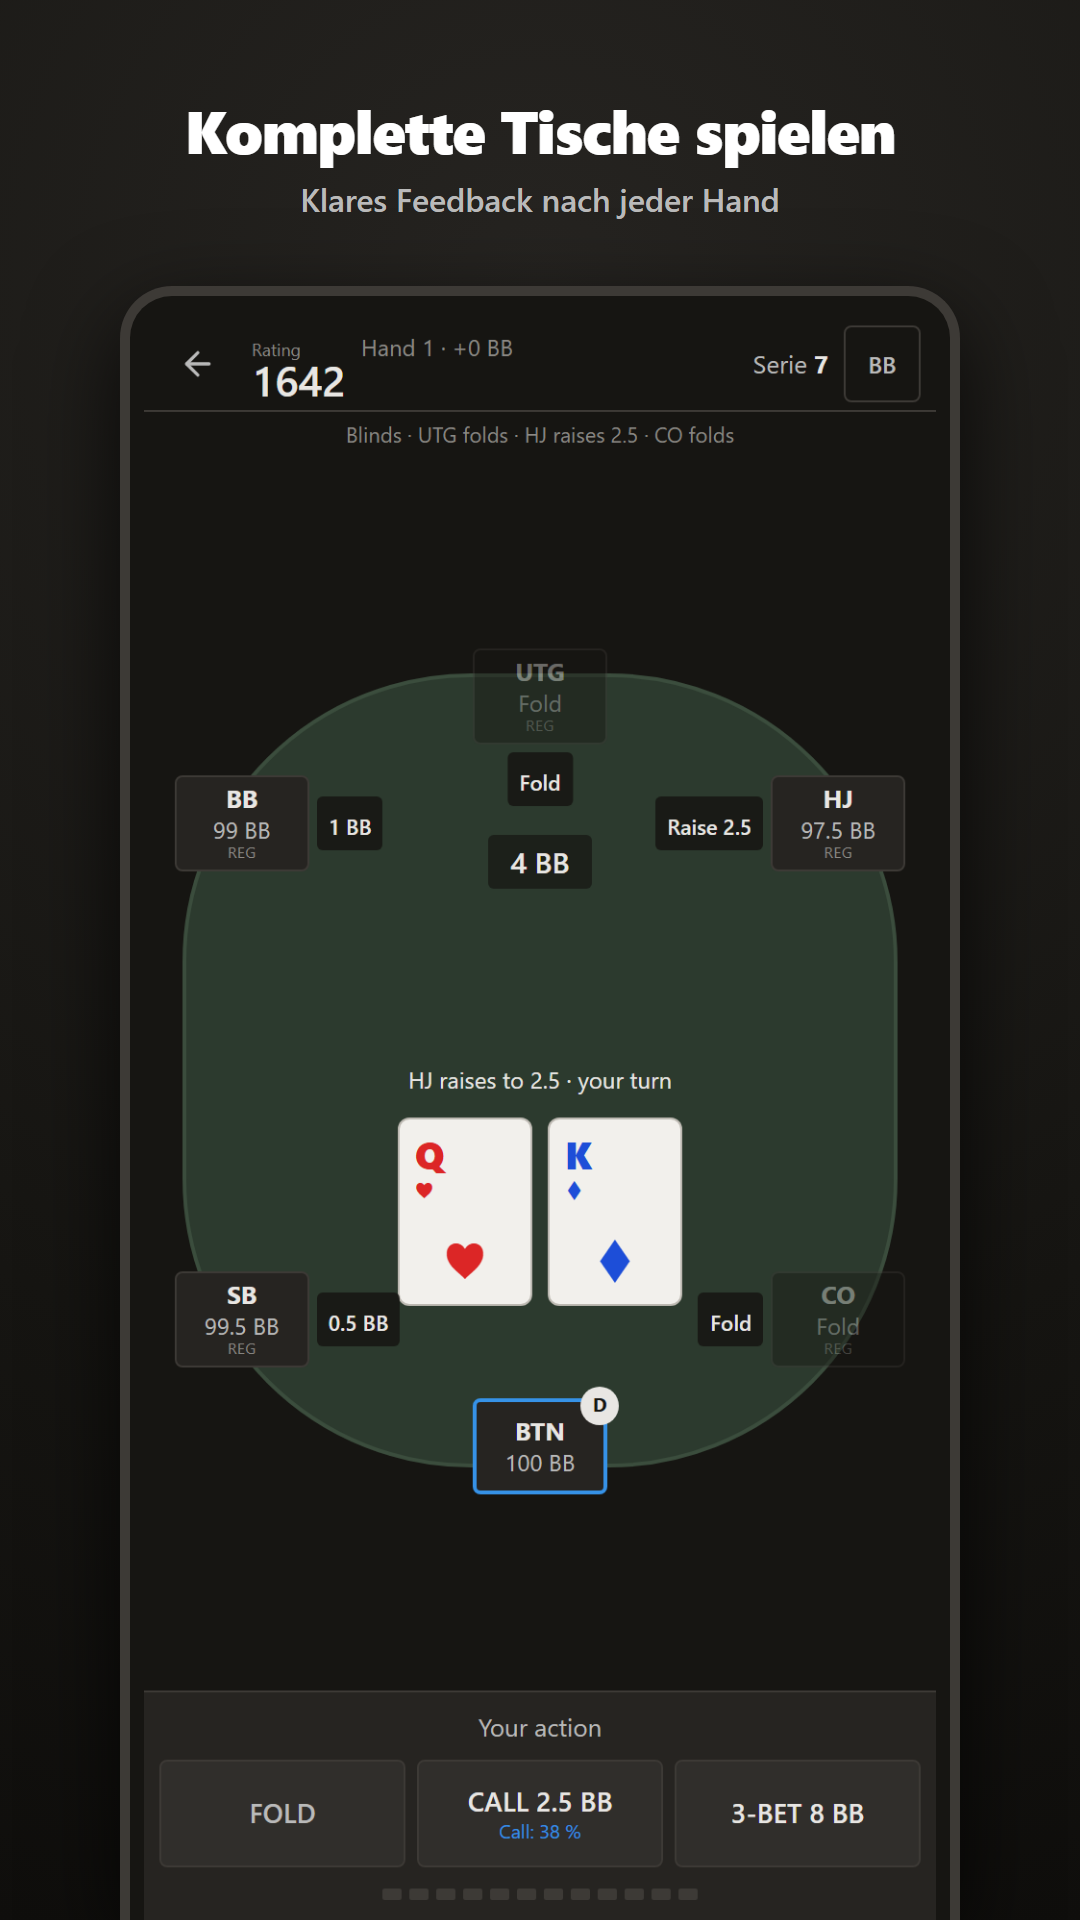 Komplette Tische spielen
Klares Feedback nach jeder Hand
Rating
1642
Hand 1 · +0 BB
Serie 7
BB
Blinds · UTG folds · HJ raises 2.5 · CO folds
UTG
Fold
REG
Fold
BB
99 BB
REG
1 BB
4 BB
Raise 2.5
HJ
97.5 BB
REG
HJ raises to 2.5 · your turn
Q
K
SB
99.5 BB
REG
0.5 BB
Fold
CO
Fold
REG
D
BTN
100 BB
Your action
FOLD
CALL 2.5 BB
Call: 38 %
3-BET 8 BB